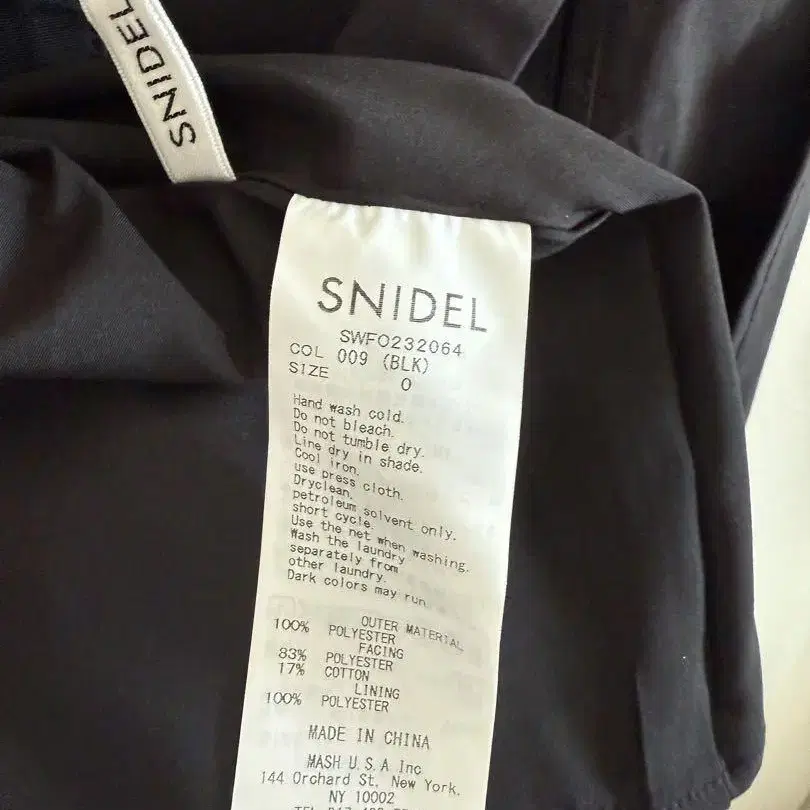 SNIDEL
SNIDEL
SWFO232064
COL 009 (BLK)
SIZE 0
Hand wash cold.
Do not bleach.
Do not tumble dry.
Line dry in shade.
Cool iron.
use press cloth.
Dryclean.
petroleum solvent only.
short cycle.
Use the net when washing.
Wash the laundry
separately from
other laundry.
Dark colors may run
OUTER MATERIAL
100% POLYESTER
FACING
83% POLYESTER
17% COTTON
LINING
100% POLYESTER
MADE IN CHINA
MASH U.S.A Inc
144 Orchard St. New York.
NY 10002